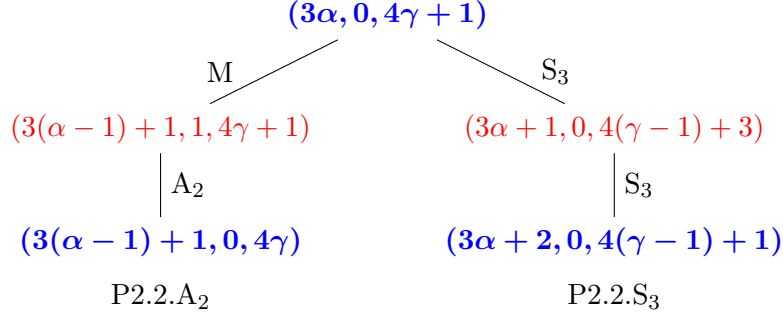 (3α, 0, 4γ + 1)
M S₃
(3(α − 1) + 1, 1, 4γ + 1) (3α + 1, 0, 4(γ − 1) + 3)
A₂ S₃
(3(α − 1) + 1, 0, 4γ) (3α + 2, 0, 4(γ − 1) + 1)
P2.2.A₂ P2.2.S₃